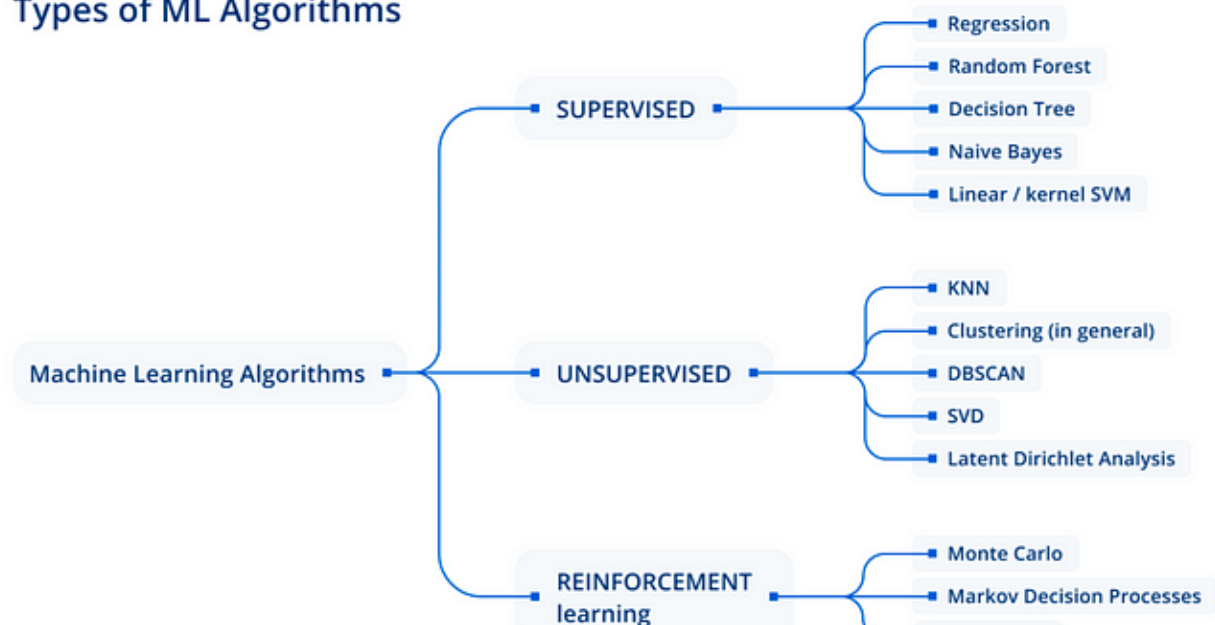 Types of ML Algorithms
Regression
Random Forest
SUPERVISED
Decision Tree
Naive Bayes
Linear / kernel SVM
KNN
Clustering (in general)
Machine Learning Algorithms
UNSUPERVISED
DBSCAN
SVD
Latent Dirichlet Analysis
Monte Carlo
REINFORCEMENT
learning
Markov Decision Processes